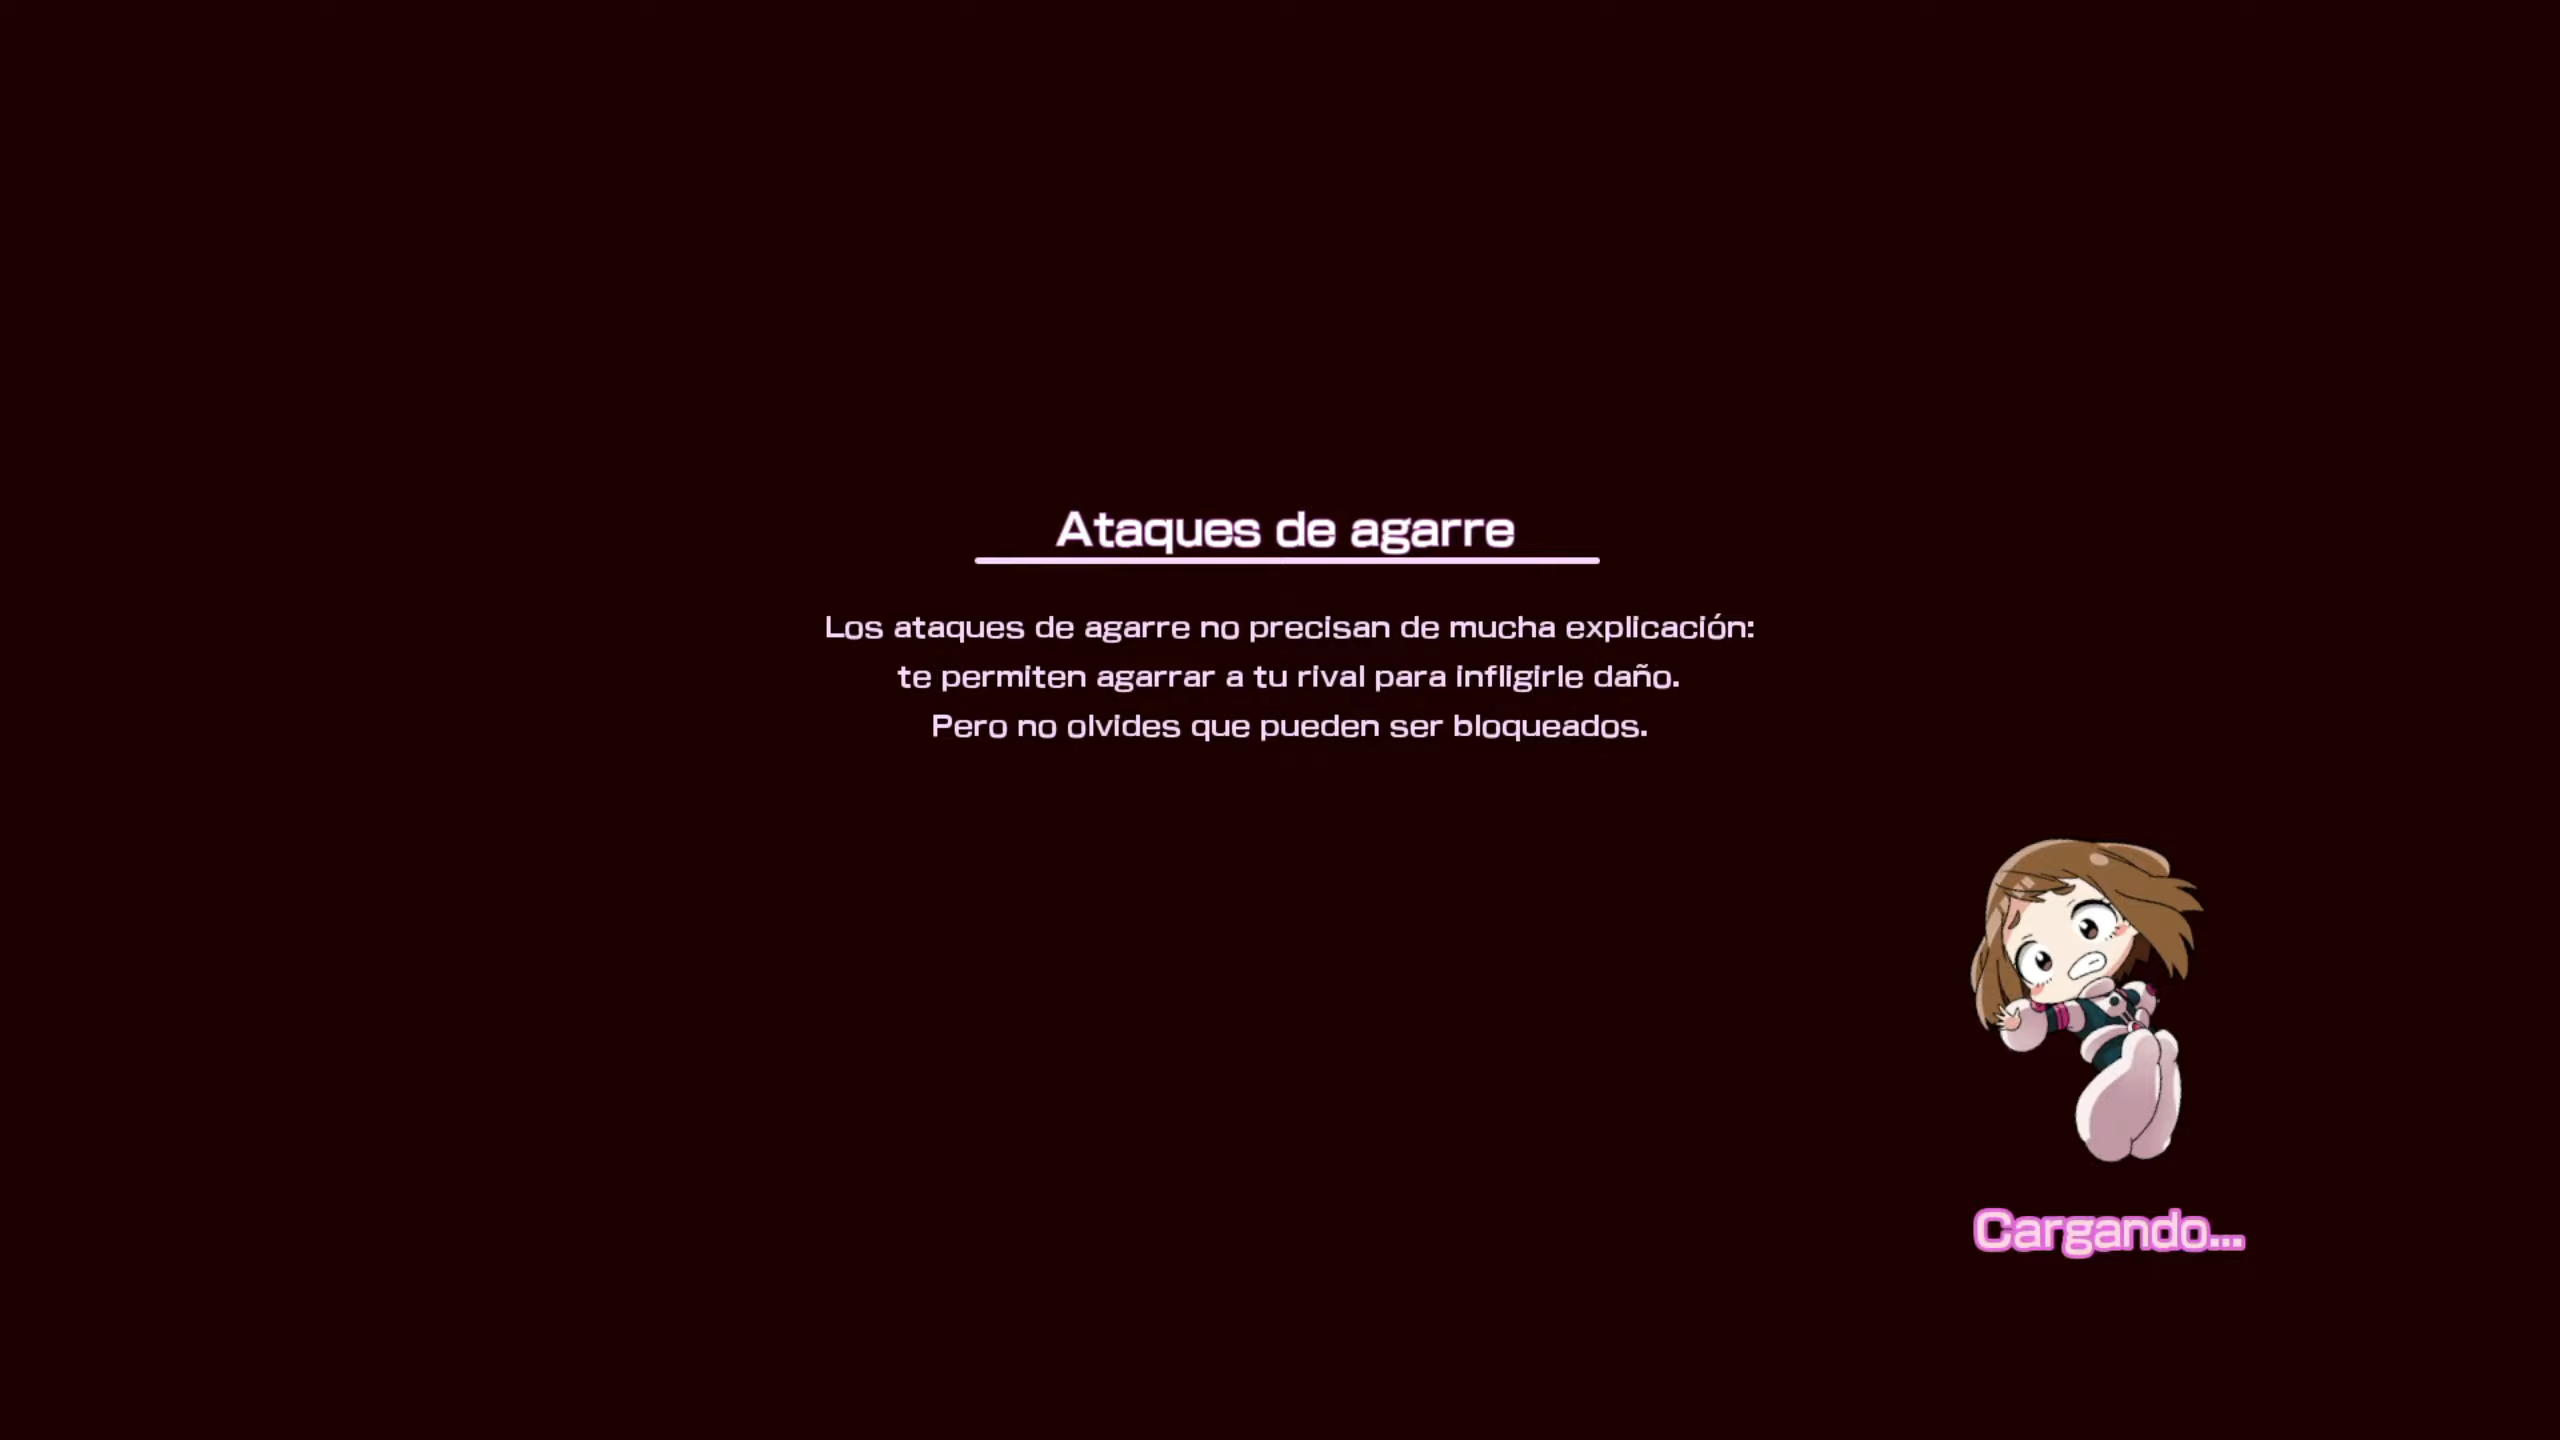 Ataques de agarre
Los ataques de agarre no precisan de mucha explicación:
te permiten agarrar a tu rival para infligirle daño.
Pero no olvides que pueden ser bloqueados.
Cargando...